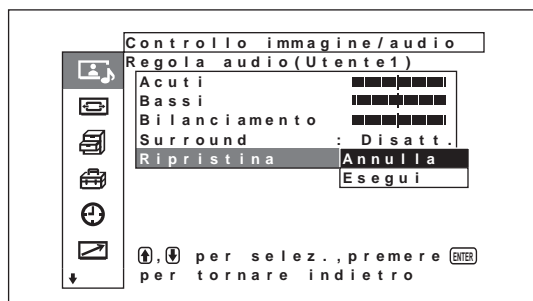 Controllo immagine/audio
Regola audio(Utente1)
Acuti
Bassi
Bilanciamento
Surround : Disatt.
Ripristina Annulla
Esegui
, per selez.,premere ENTER
per tornare indietro